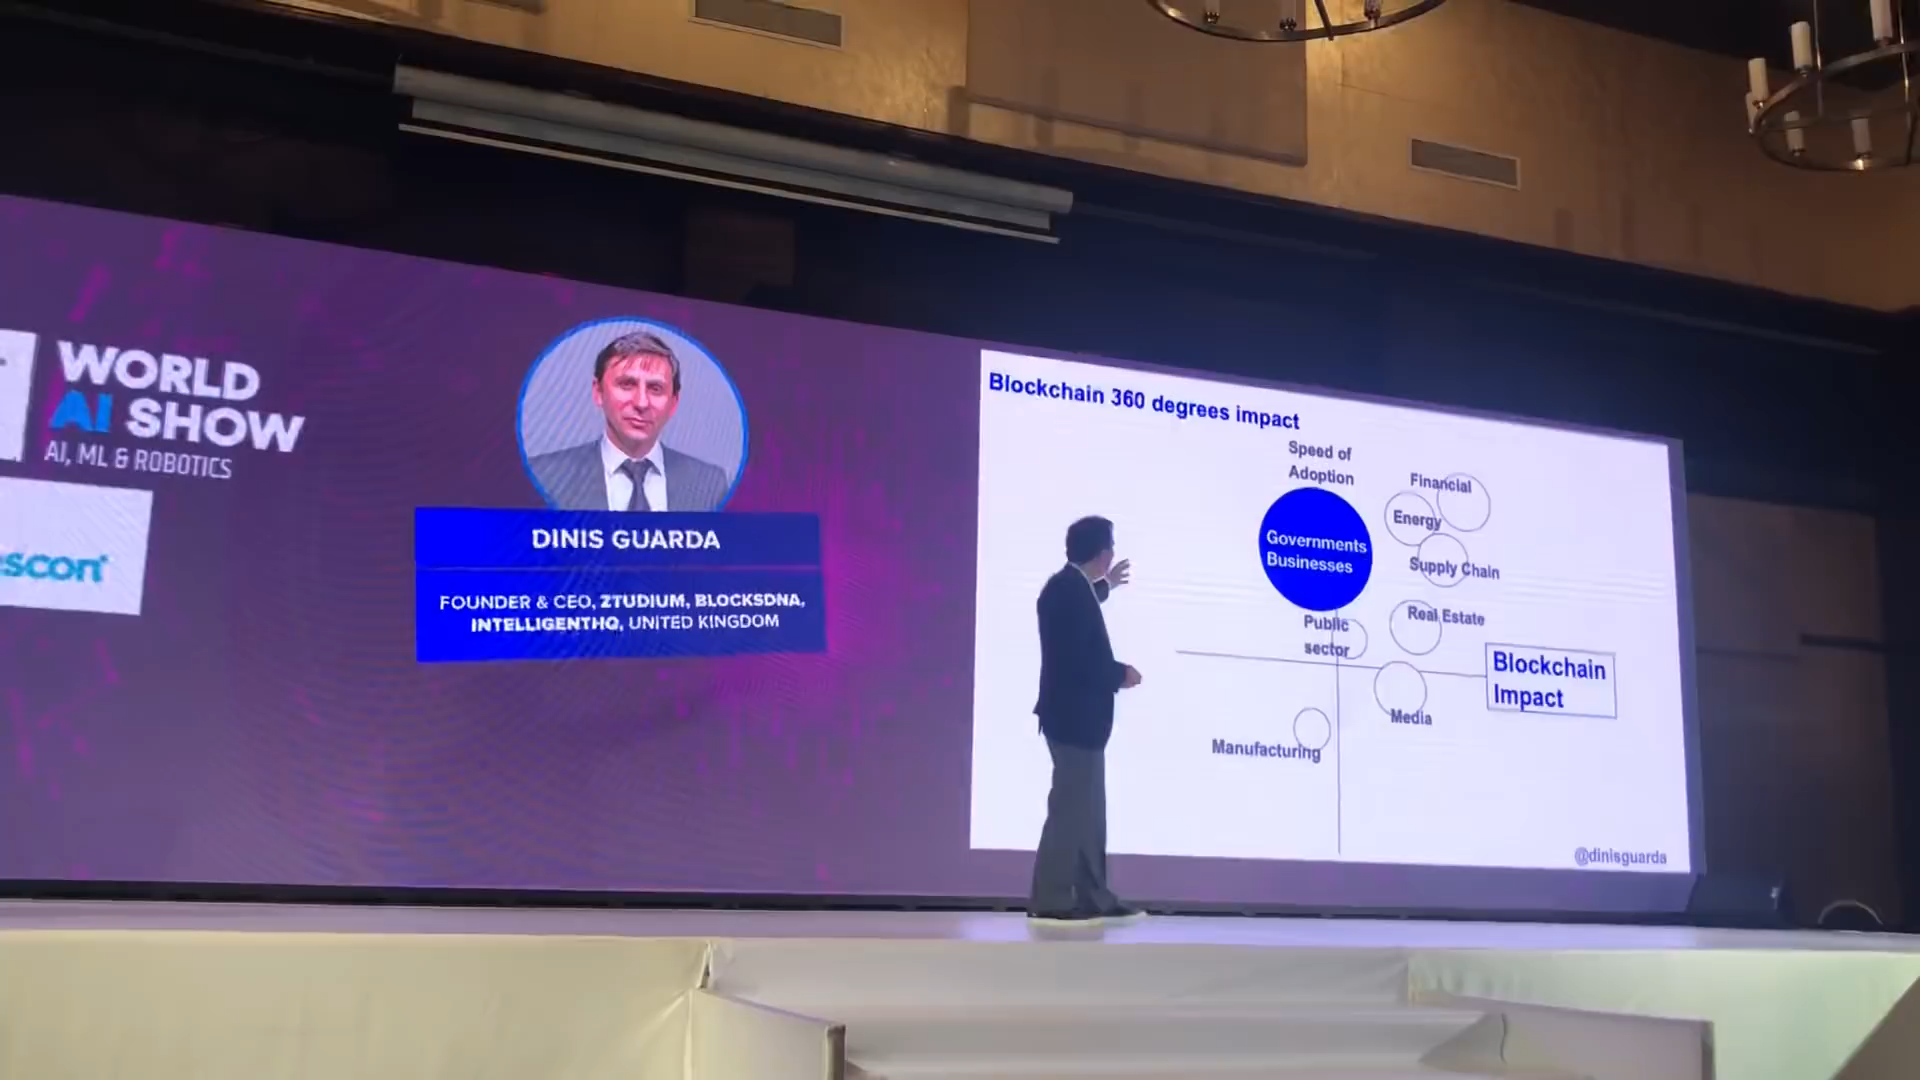 WORLD
AI SHOW
AI, ML & ROBOTICS
DINIS GUARDA
FOUNDER & CEO, ZTUDIUM, BLOCKSDNA,
INTELLIGENTHQ, UNITED KINGDOM
Blockchain 360 degrees impact
Speed of
Adoption
Financial
Energy
Governments
Businesses
Supply Chain
Real Estate
Public
sector
Blockchain
Impact
Media
Manufacturing
@dinisguarda